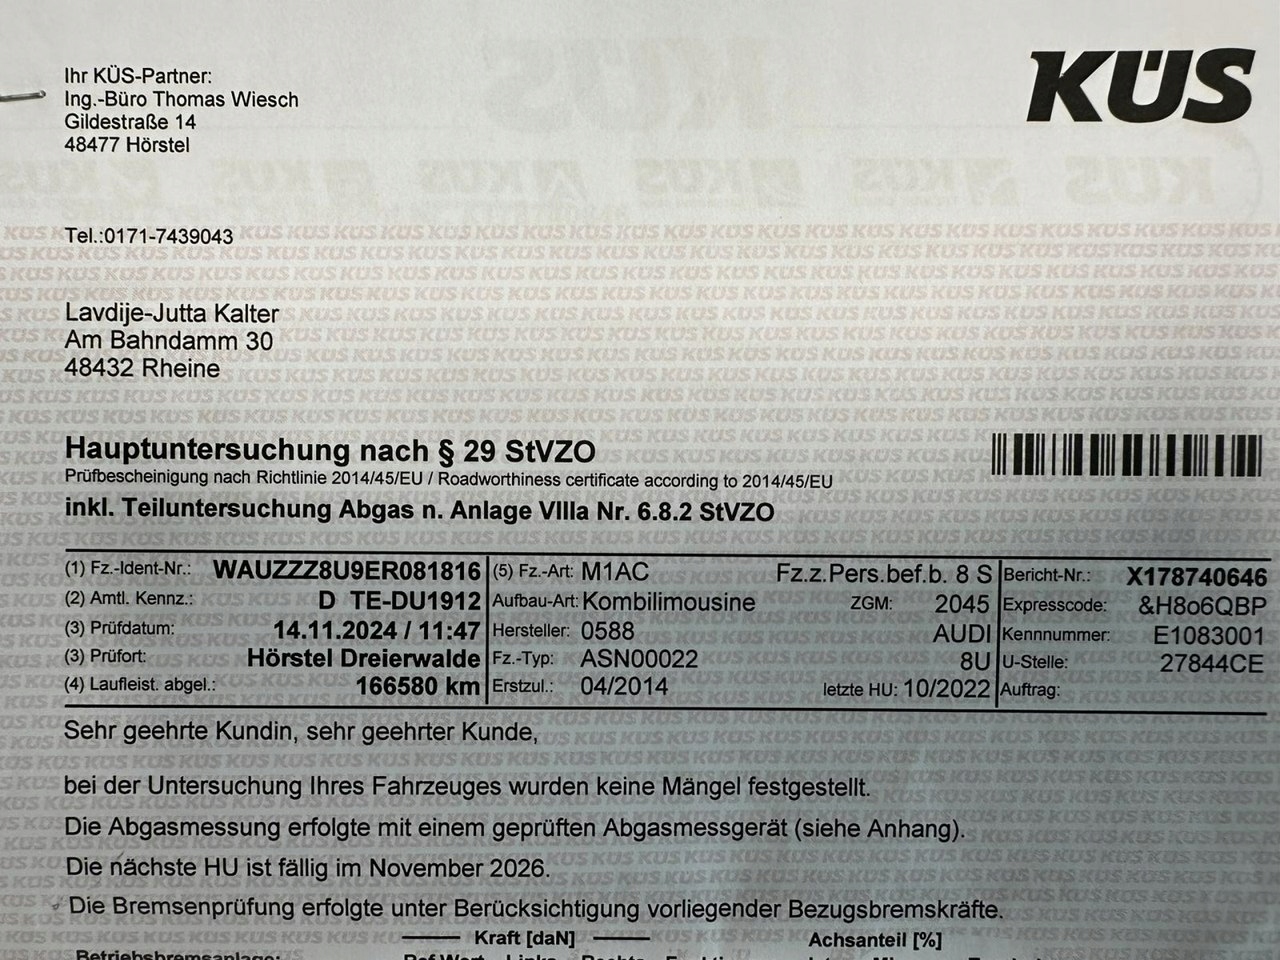 KÜS
Ihr KÜS-Partner:
Ing.-Büro Thomas Wiesch
Gildestraße 14
48477 Hörstel
Tel.:0171-7439043
Lavdije-Jutta Kalter
Am Bahndamm 30
48432 Rheine
Hauptuntersuchung nach § 29 StVZO
Prüfbescheinigung nach Richtlinie 2014/45/EU / Roadworthiness certificate according to 2014/45/EU
inkl. Teiluntersuchung Abgas n. Anlage VIIIa Nr. 6.8.2 StVZO
(1) Fz.-Ident-Nr.: WAUZZZ8U9ER081816 (5) Fz.-Art: M1AC Fz.z.Pers.bef.b. 8 S Bericht-Nr.: X178740646
(2) Amtl. Kennz.: D TE-DU1912 Aufbau-Art: Kombilimousine ZGM: 2045 Expresscode: &H8o6QBP
(3) Prüfdatum: 14.11.2024 / 11:47 Hersteller: 0588 AUDI Kennnummer: E1083001
(3) Prüfort: Hörstel Dreierwalde Fz.-Typ: ASN00022 8U U-Stelle: 27844CE
(4) Laufleist. abgel.: 166580 km Erstzul.: 04/2014 letzte HU: 10/2022 Auftrag:
Sehr geehrte Kundin, sehr geehrter Kunde,
bei der Untersuchung Ihres Fahrzeuges wurden keine Mängel festgestellt.
Die Abgasmessung erfolgte mit einem geprüften Abgasmessgerät (siehe Anhang).
Die nächste HU ist fällig im November 2026.
Die Bremsenprüfung erfolgte unter Berücksichtigung vorliegender Bezugsbremskräfte.
Kraft [daN] Achsanteil [%]
Betriebsbremsanlage: